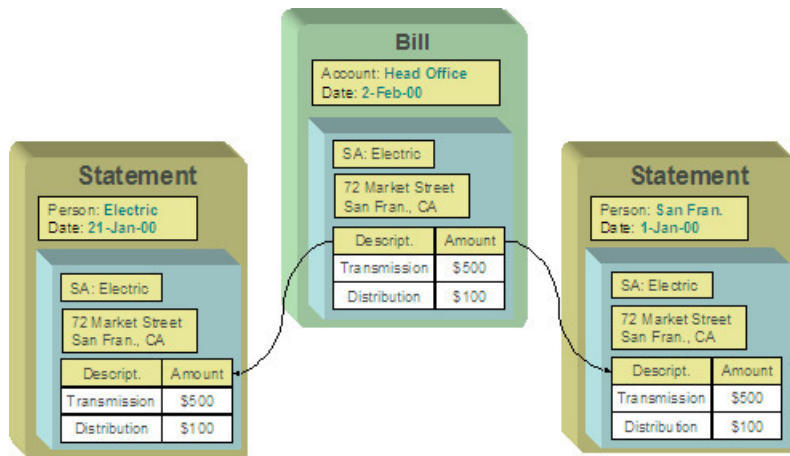 Bill
Account: Head Office
Date: 2-Feb-00
SA: Electric
72 Market Street
San Fran., CA
Descript. Amount
Transmission $500
Distribution $100
Statement
Person: Electric
Date: 21-Jan-00
SA: Electric
72 Market Street
San Fran., CA
Descript. Amount
Transmission $500
Distribution $100
Statement
Person: San Fran.
Date: 1-Jan-00
SA: Electric
72 Market Street
San Fran., CA
Descript. Amount
Transmission $500
Distribution $100